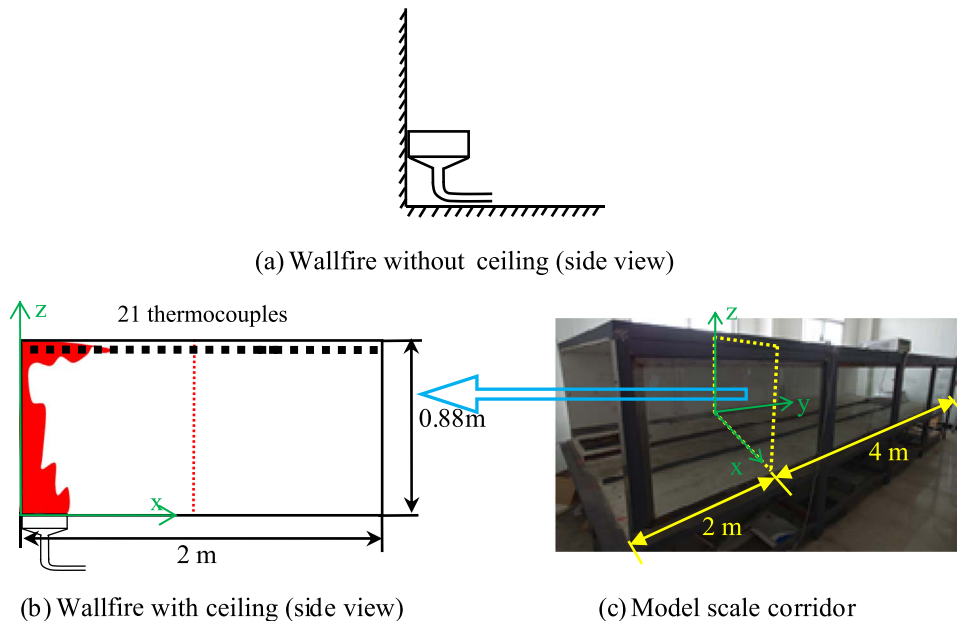 (a) Wallfire without ceiling (side view)
z
21 thermocouples
x
0.88m
2 m
z
y
x
4 m
2 m
(b) Wallfire with ceiling (side view)
(c) Model scale corridor